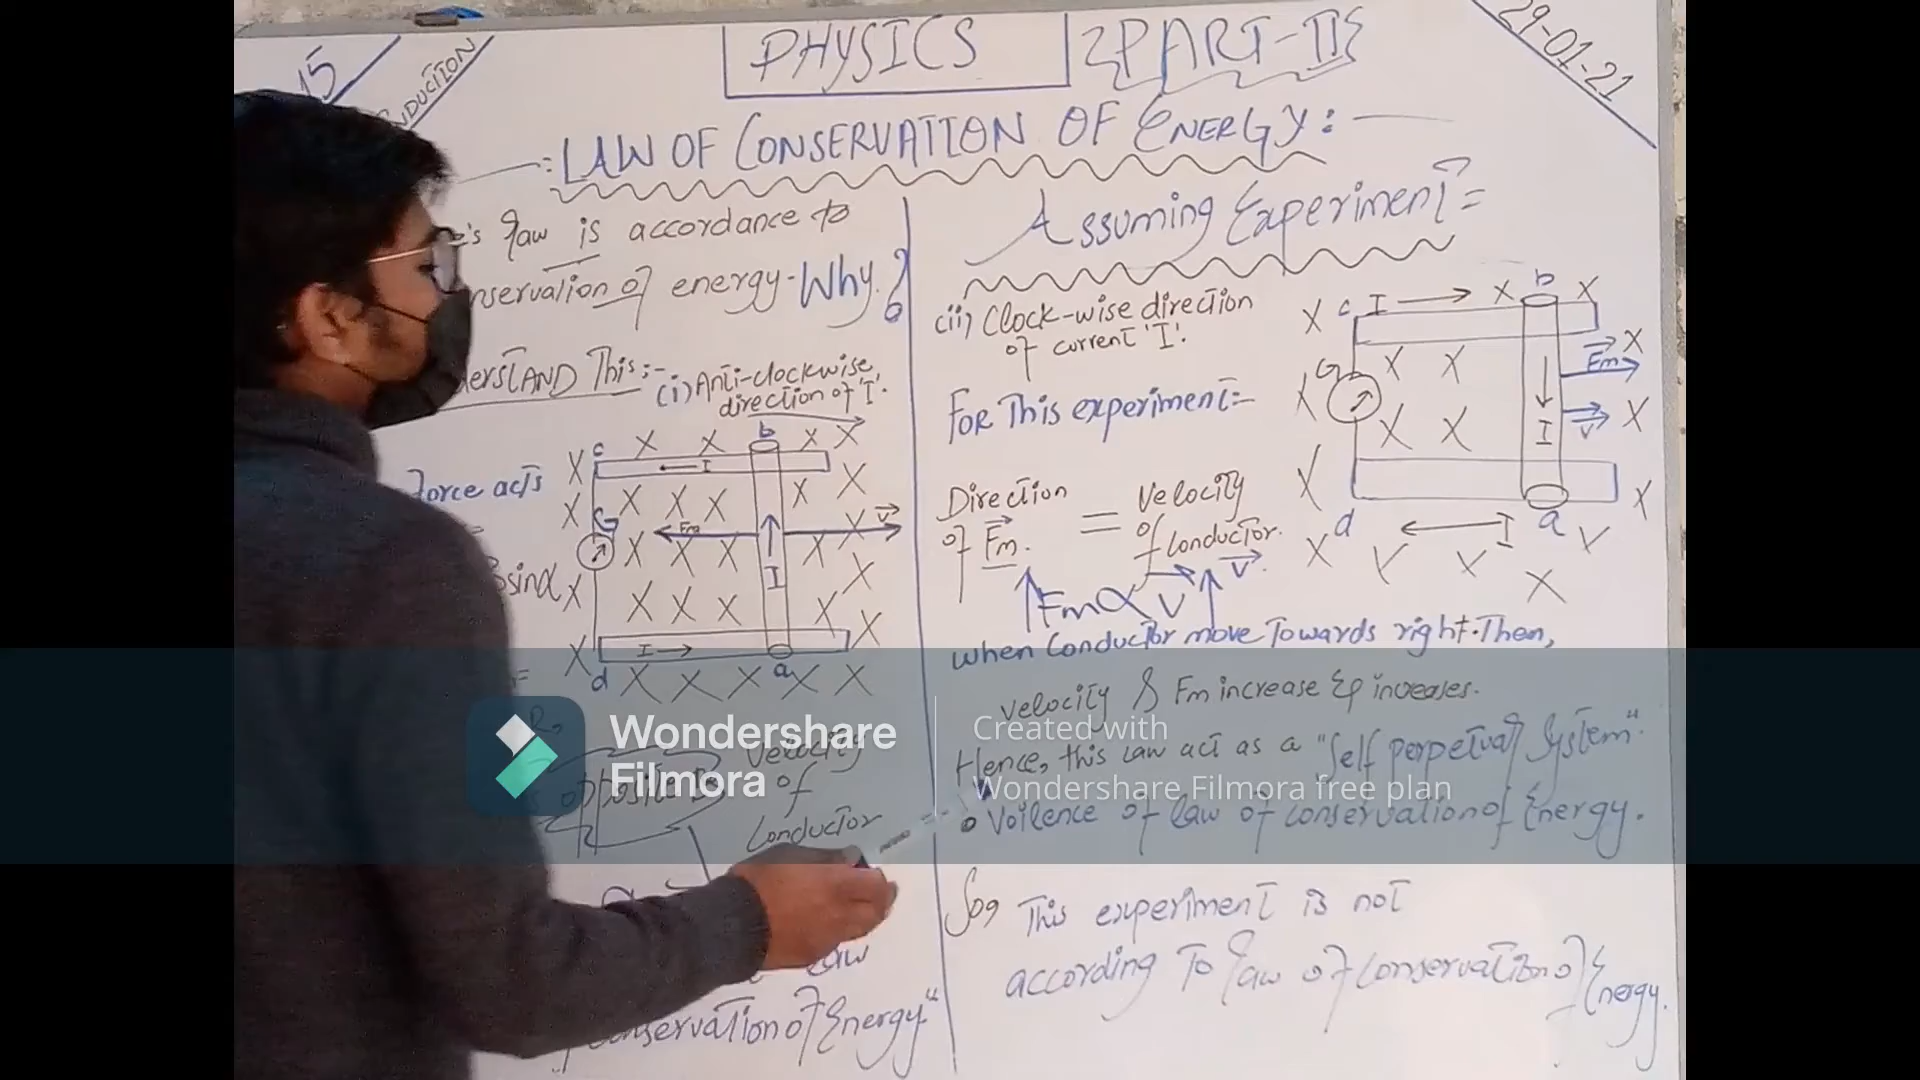 15
PHYSICS
PART-II
29-01-21
LAW OF CONSERVATION OF ENERGY:
law is accordance to
energy-Why?
This:-
(i) Anti-clockwise
direction of 'I'.
Force acts
b
c
I
G
Fm
V
I
sinα
I
d
a
velocity
of
conductor
Law
Conservation of Energy"
Assuming Experiment=
(ii) Clock-wise direction
of current 'I'.
For This experiment=
c I
b
G
Fm
V
I
d
I
a
Direction
of Fm.
=
velocity
of conductor.
V.
Fm ∝ V
when conductor move Towards right. Then,
velocity & Fm increase & increases.
Hence, this law act as a "Self perpetual System"
Voilence of law of conservation of Energy.
So, This experiment is not
according To law of conservation of Energy.
Wondershare
Filmora
Created with
Wondershare Filmora free plan